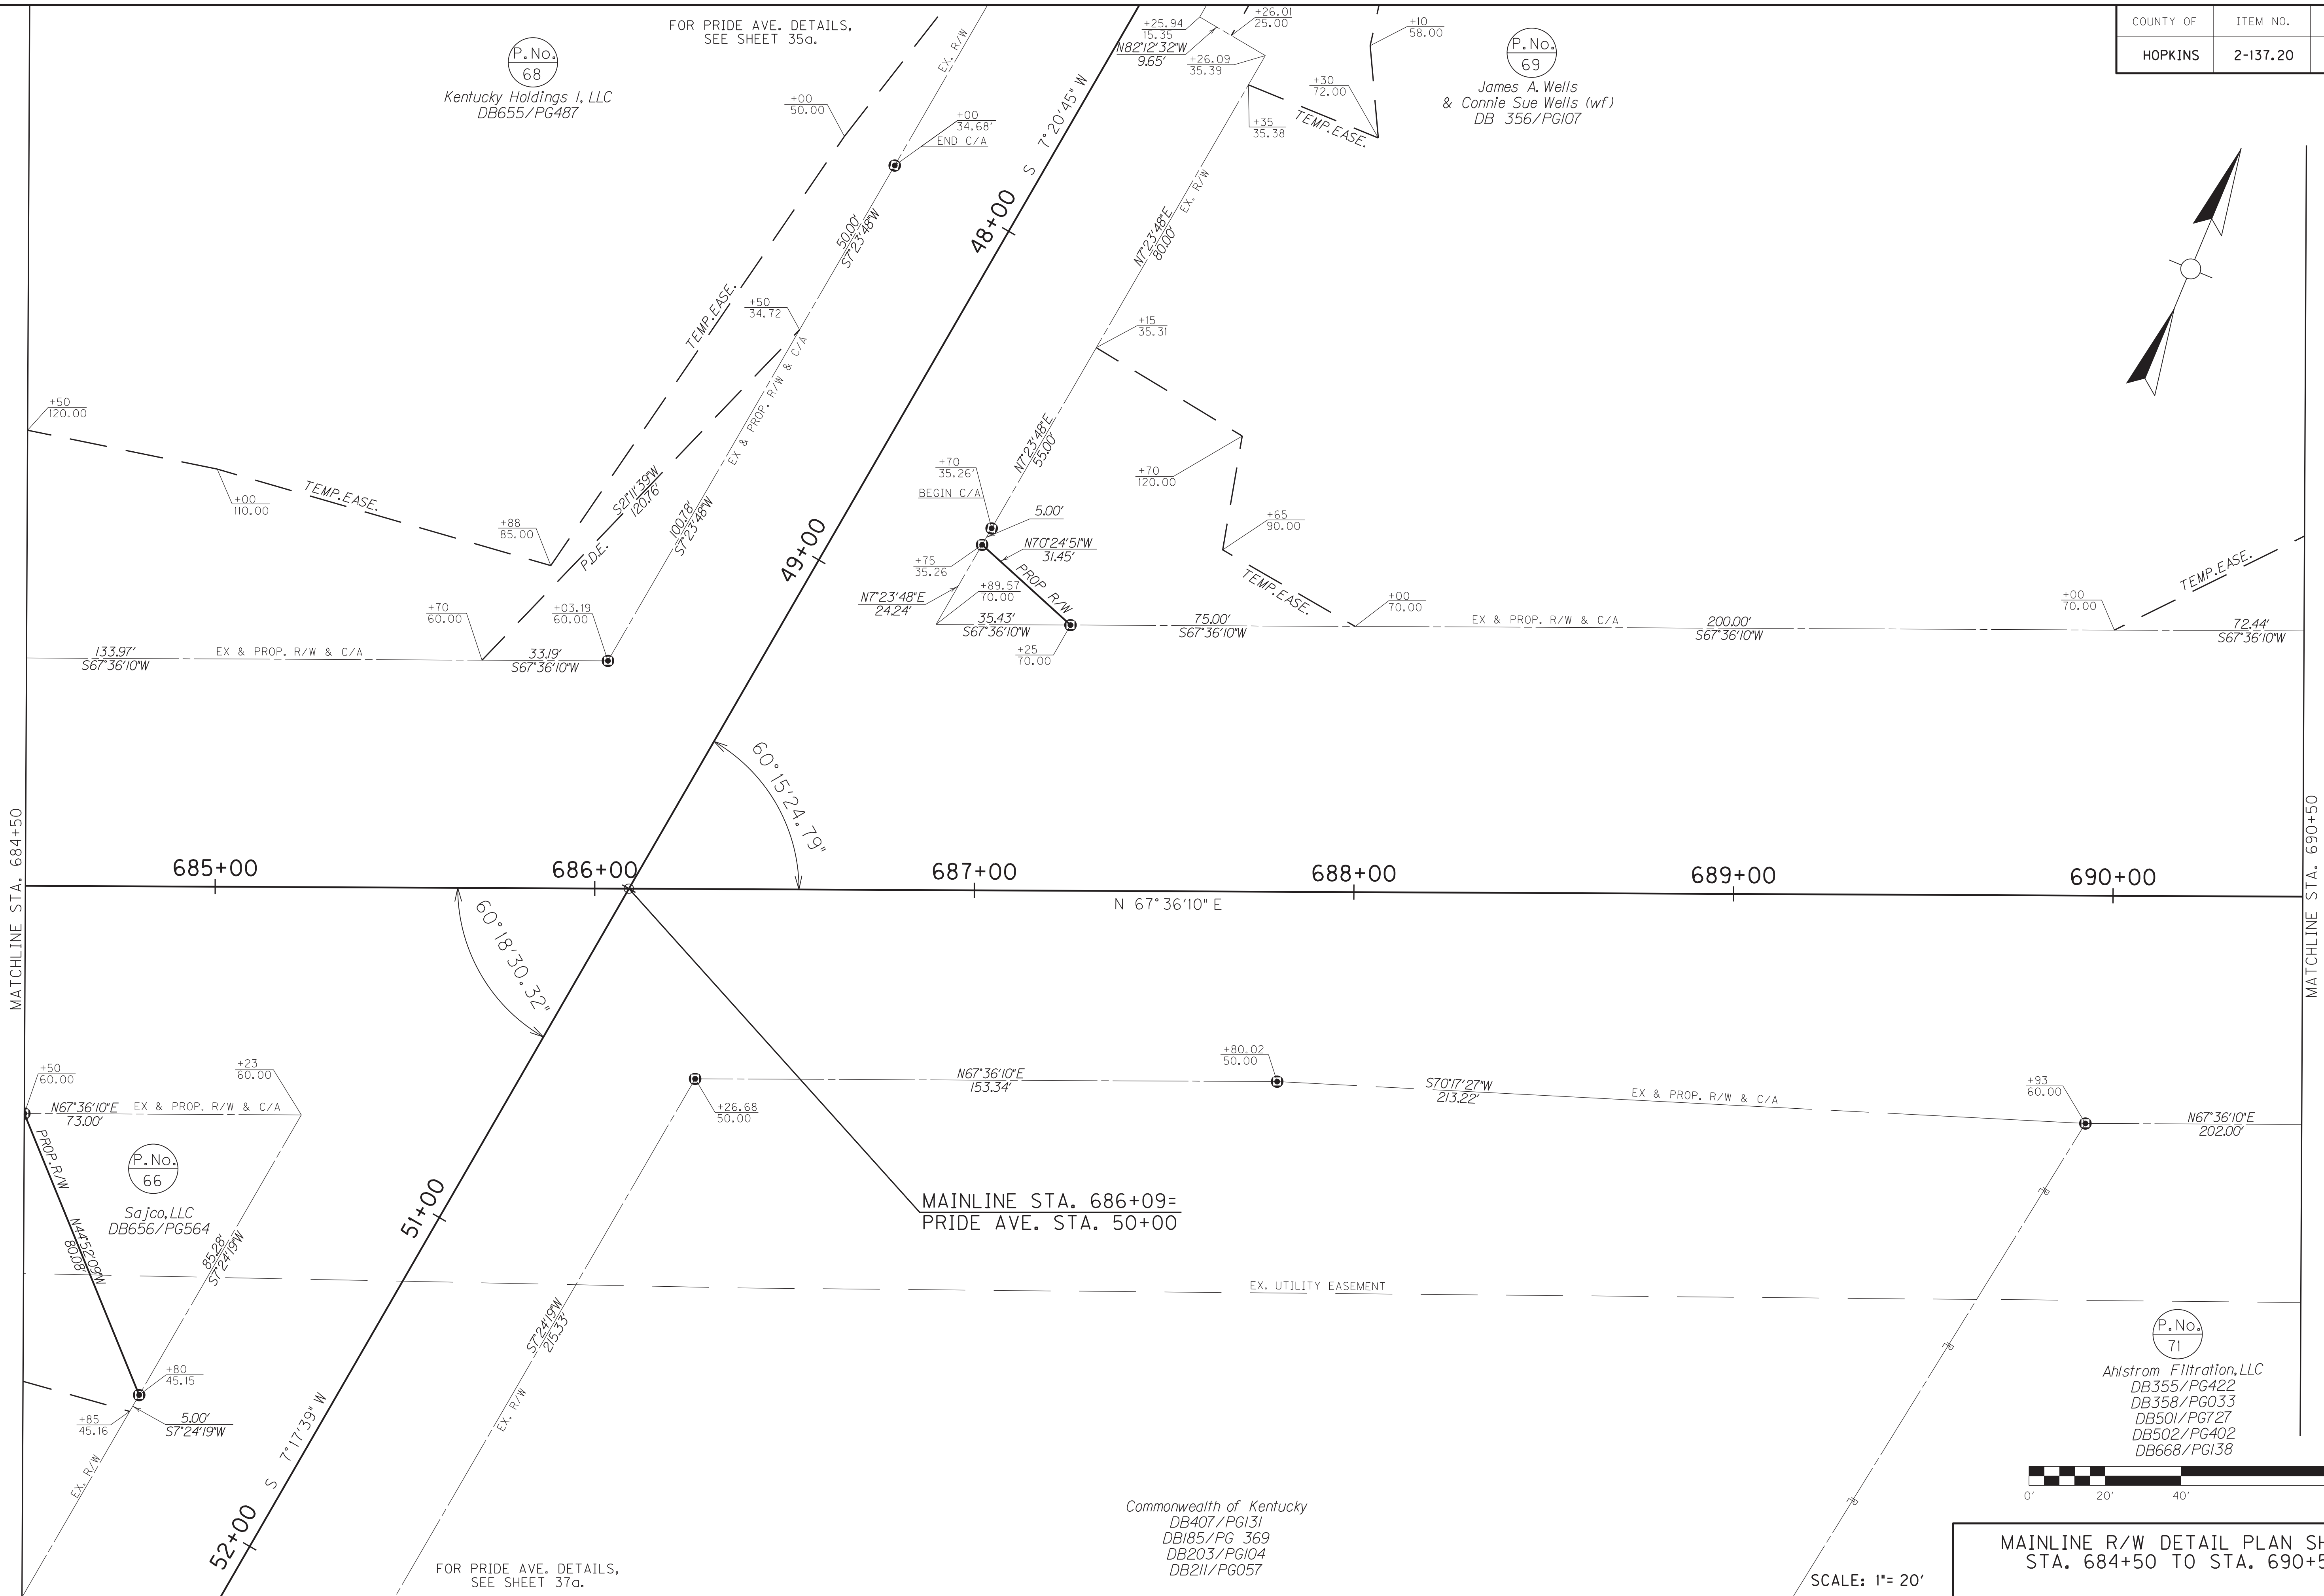 COUNTY OF
ITEM NO.
HOPKINS
2-137.20
FOR PRIDE AVE. DETAILS,
SEE SHEET 35a.
P.No.
68
Kentucky Holdings I, LLC
DB655/PG487
EX. R/W
+25.94
15.35
+26.01
25.00
N82°12'32"W
9.65'
+26.09
35.39
+10
58.00
P.No.
69
James A. Wells
& Connie Sue Wells (wf)
DB 356/PG107
+30
72.00
+35
35.38
TEMP. EASE.
+00
50.00
+00
34.68'
END C/A
S 7°20'45" W
48+00
50.00'
S7°23'48"W
EX. R/W
N7°23'48"E
80.00'
TEMP. EASE.
+50
34.72
+15
35.31
EX & PROP. R/W & C/A
+50
120.00
+00
110.00
TEMP. EASE.
+88
85.00
P.D.E.
S21°11'39"W
120.76'
100.78'
S7°23'48"W
49+00
N7°23'48"E
55.00'
+70
35.26'
BEGIN C/A
5.00'
+70
120.00
+65
90.00
+75
35.26
N70°24'51"W
31.45'
PROP R/W
+89.57
70.00
N7°23'48"E
24.24'
TEMP. EASE.
+00
70.00
TEMP. EASE.
+00
70.00
+70
60.00
+03.19
60.00
133.97'
S67°36'10"W
EX & PROP. R/W & C/A
33.19'
S67°36'10"W
35.43'
S67°36'10"W
+25
70.00
75.00'
S67°36'10"W
EX & PROP. R/W & C/A
200.00'
S67°36'10"W
72.44'
S67°36'10"W
60°15'24.79"
MATCHLINE STA. 684+50
MATCHLINE STA. 690+50
685+00
686+00
687+00
688+00
689+00
690+00
N 67°36'10" E
60°18'30.32"
+50
60.00
+23
60.00
N67°36'10"E
73.00'
EX & PROP. R/W & C/A
+26.68
50.00
N67°36'10"E
153.34'
+80.02
50.00
S70°17'27"W
213.22'
EX & PROP. R/W & C/A
+93
60.00
N67°36'10"E
202.00'
PROP. R/W
P.No.
66
Sajco, LLC
DB656/PG564
N44°52'09"W
80.08'
85.28'
S7°24'19"W
51+00
MAINLINE STA. 686+09=
PRIDE AVE. STA. 50+00
EX. UTILITY EASEMENT
S7°24'19"W
215.33'
+80
45.15
+85
45.16
5.00'
S7°24'19"W
EX. R/W
S 7°17'39" W
52+00
EX. R/W
FOR PRIDE AVE. DETAILS,
SEE SHEET 37a.
P.No.
71
Ahlstrom Filtration, LLC
DB355/PG422
DB358/PG033
DB501/PG727
DB502/PG402
DB668/PG138
0'
20'
40'
Commonwealth of Kentucky
DB407/PG131
DB185/PG 369
DB203/PG104
DB211/PG057
SCALE: 1"= 20'
MAINLINE R/W DETAIL PLAN SH
STA. 684+50 TO STA. 690+5